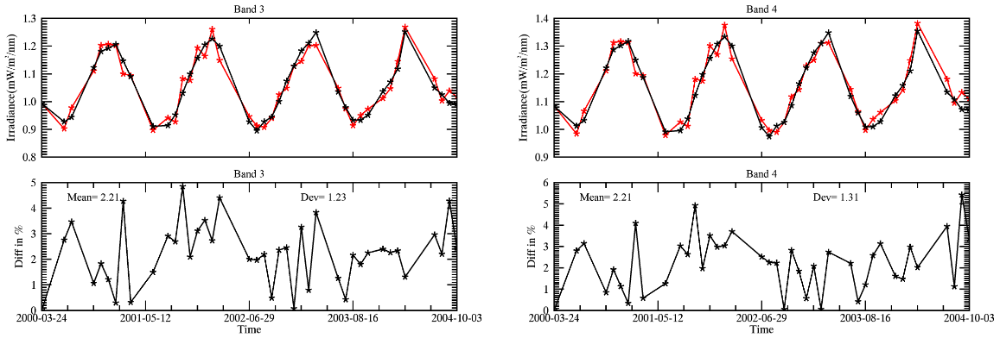 Band 3
Irradiance(mW/m²/nm)
1.3
1.2
1.1
1.0
0.9
0.8
Band 4
Irradiance(mW/m²/nm)
1.4
1.3
1.2
1.1
1.0
0.9
Band 3
Diff in %
5
4
3
2
1
0
Mean= 2.21
Dev= 1.23
2000-03-24
2001-05-12
2002-06-29
2003-08-16
2004-10-03
Time
Band 4
Diff in %
6
5
4
3
2
1
0
Mean= 2.21
Dev= 1.31
2000-03-24
2001-05-12
2002-06-29
2003-08-16
2004-10-03
Time